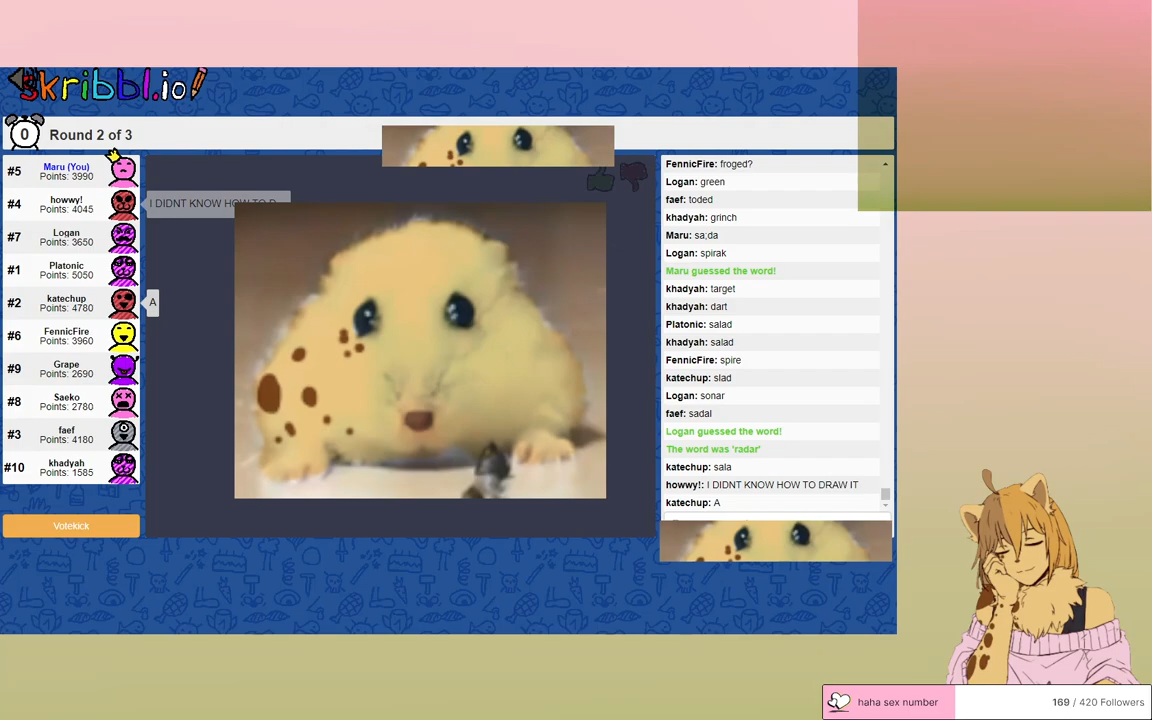 skribbl.io
0
Round 2 of 3
#5
Maru (You)
Points: 3990
#4
howwy!
Points: 4045
#7
Logan
Points: 3650
#1
Platonic
Points: 5050
#2
katechup
Points: 4780
#6
FennicFire
Points: 3960
#9
Grape
Points: 2690
#8
Saeko
Points: 2780
#3
faef
Points: 4180
#10
khadyah
Points: 1585
Votekick
I DIDNT KNOW HOW TO D
A
FennicFire: froged?
Logan: green
faef: toded
khadyah: grinch
Maru: sa;da
Logan: spirak
Maru guessed the word!
khadyah: target
khadyah: dart
Platonic: salad
khadyah: salad
FennicFire: spire
katechup: slad
Logan: sonar
faef: sadal
Logan guessed the word!
The word was 'radar'
katechup: sala
howwy!: I DIDNT KNOW HOW TO DRAW IT
katechup: A
haha sex number
169 / 420 Followers